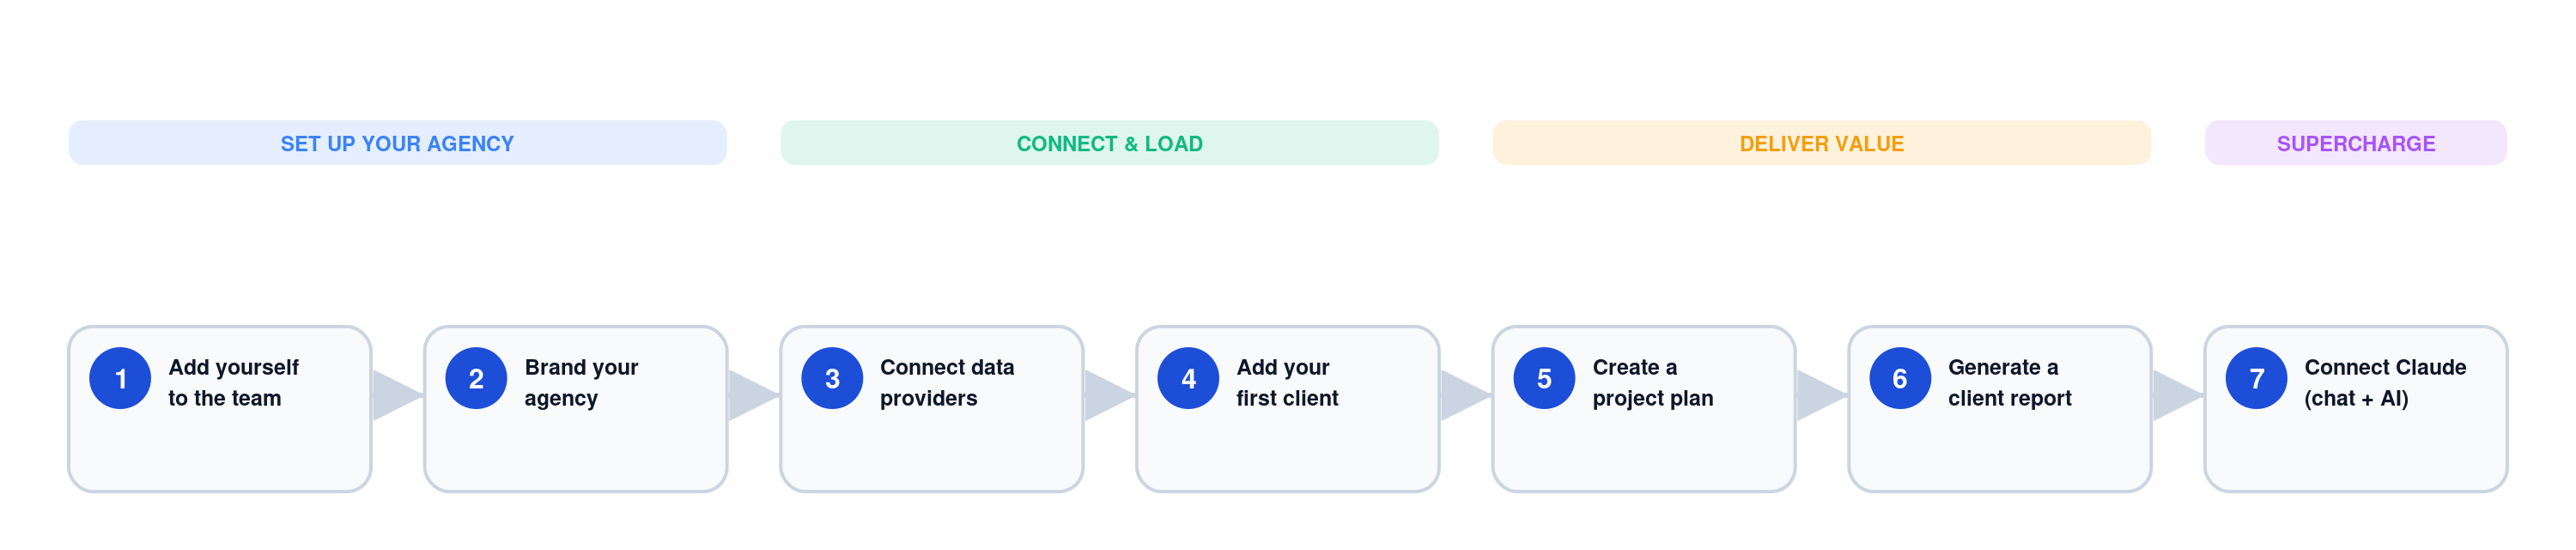 SET UP YOUR AGENCY
CONNECT & LOAD
DELIVER VALUE
SUPERCHARGE
1
Add yourself
to the team
2
Brand your
agency
3
Connect data
providers
4
Add your
first client
5
Create a
project plan
6
Generate a
client report
7
Connect Claude
(chat + AI)